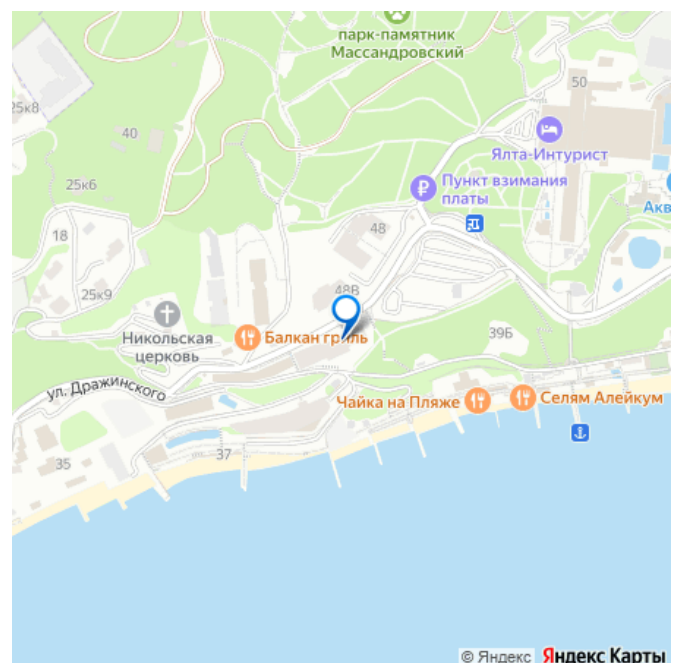 парк-памятник
Массандровский
50
25к8
40
Ялта-Интурист
25к6
Пункт взимания
платы
Акв
18
48
25к9
48В
Никольская
церковь
Балкан гриль
39Б
ул. Дражинского
Чайка на Пляже
Селям Алейкум
35
37
© Яндекс Яндекс Карты